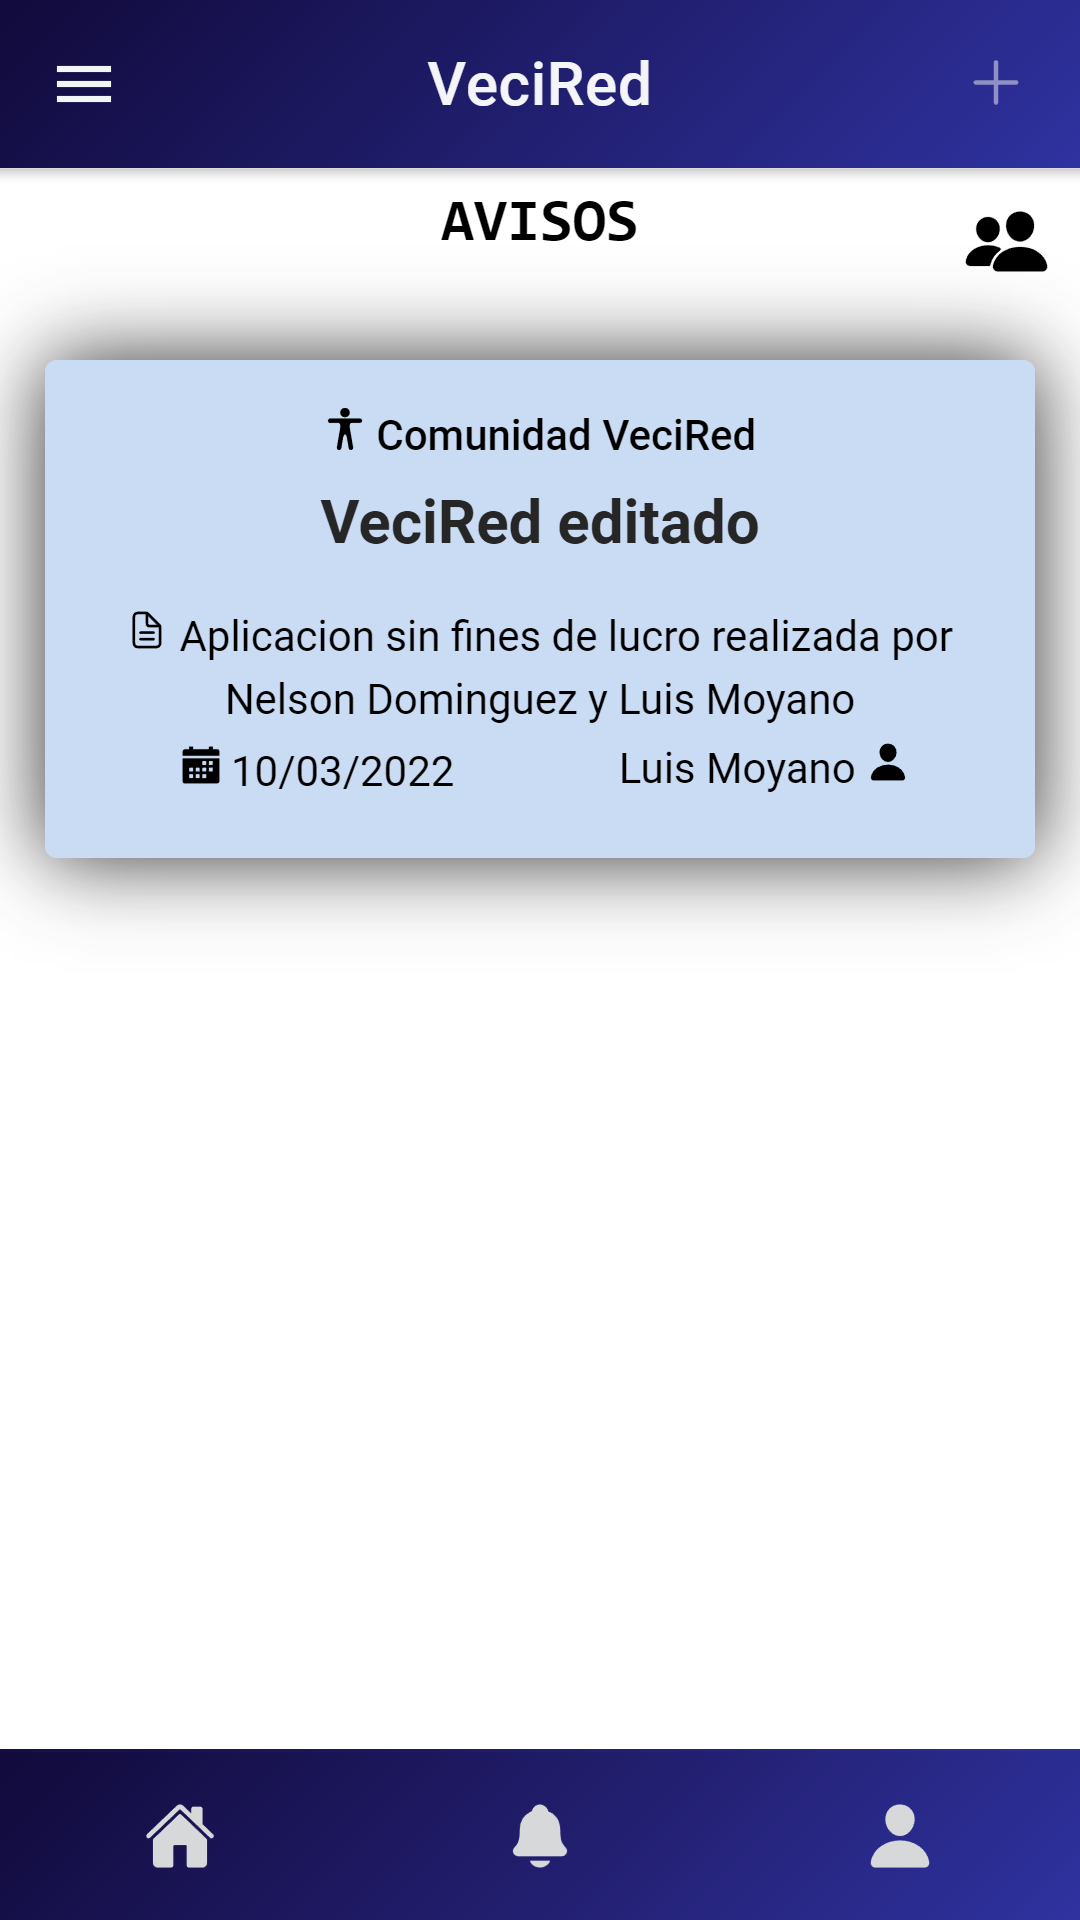 VeciRed
AVISOS
Comunidad VeciRed
VeciRed editado
Aplicacion sin fines de lucro realizada por
Nelson Dominguez y Luis Moyano
10/03/2022 Luis Moyano